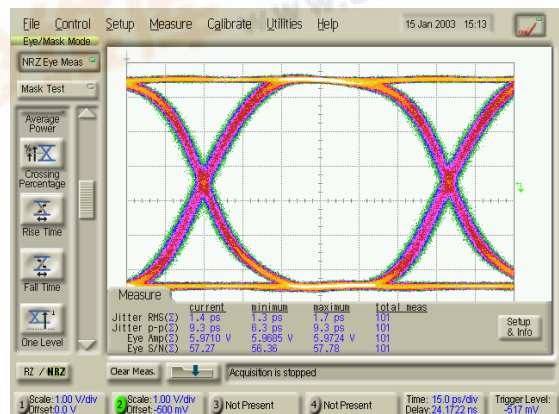 File Control Setup Measure Calibrate Utilities Help 15 Jan 2003 15:13
Eye/Mask Mode
NRZ Eye Meas
Mask Test
Average
Power
Crossing
Percentage
Rise Time
Fall Time
One Level
Measure
current minimum maximum total meas
Jitter RMS(Σ) 1.4 ps 1.3 ps 1.7 ps 101
Jitter p-p(Σ) 9.3 ps 6.3 ps 9.3 ps 101
Eye Amp(Σ) 5.9710 V 5.9685 V 5.9724 V 101
Eye S/N(Σ) 57.27 56.36 57.78 101
Setup
& Info
RZ / NRZ
Clear Meas.
Acquisition is stopped
1 Scale:1.00 V/div
Offset:0.0 V
2 Scale:1.00 V/div
Offset:-500 mV
3 Not Present
4 Not Present
Time: 15.0 ps/div
Delay:24.1722 ns
Trigger Level:
-517 mV